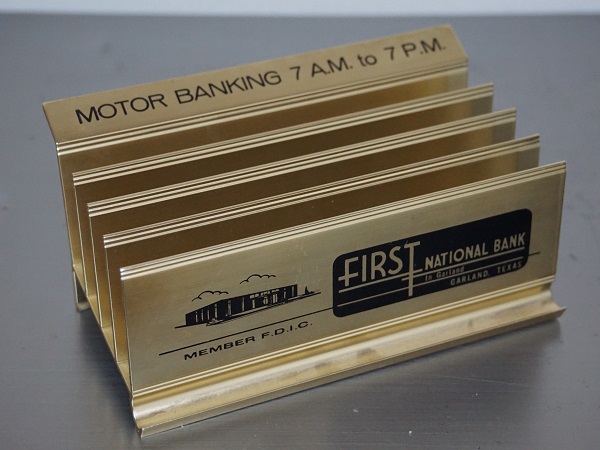 MOTOR BANKING 7 A.M. to 7 P.M.
FIRST NATIONAL BANK
in Garland
GARLAND, TEXAS
MEMBER F.D.I.C.